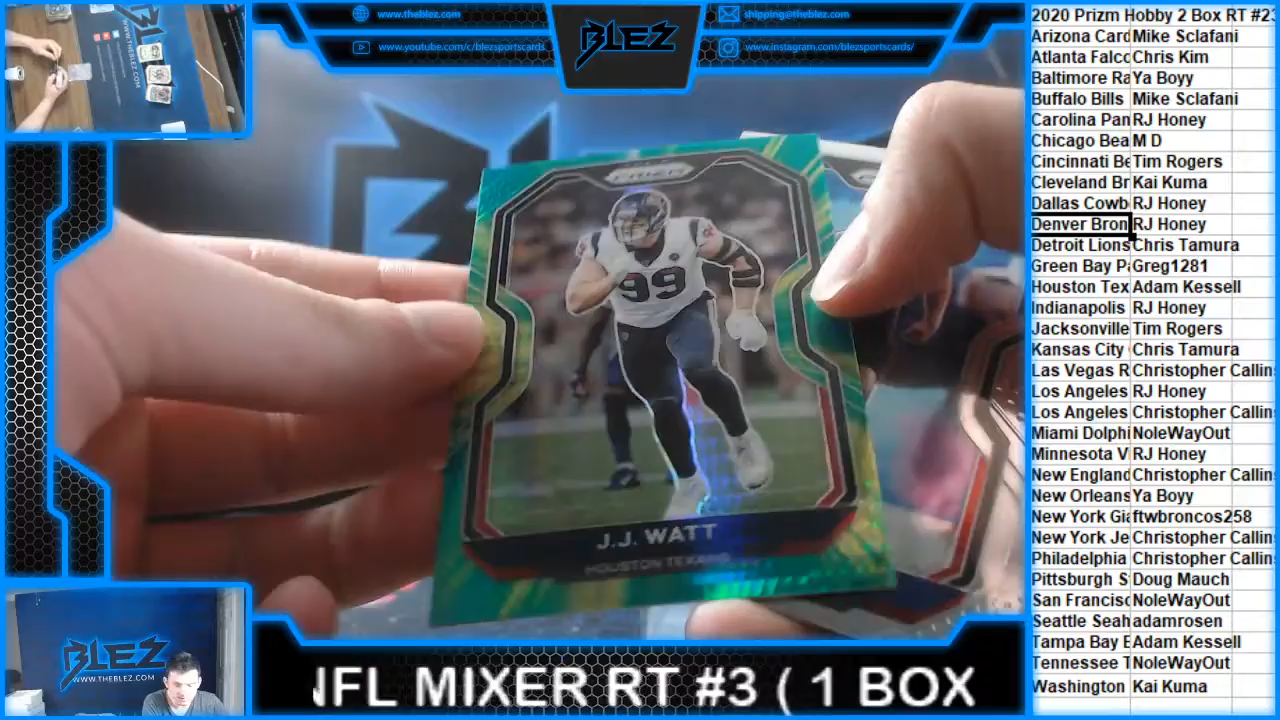 www.theblez.com
www.youtube.com/c/blezsportscards
BLEZ
shipping@theblez.com
www.instagram.com/blezsportscards/
PRIZM
99
J.J. WATT
HOUSTON TEXANS
BLEZ
WWW.THEBLEZ.COM
NFL MIXER RT #3 ( 1 BOX
2020 Prizm Hobby 2 Box RT #23
Arizona Card Mike Sclafani
Atlanta Falco Chris Kim
Baltimore Ra Ya Boyy
Buffalo Bills Mike Sclafani
Carolina Pan RJ Honey
Chicago Bea M D
Cincinnati Be Tim Rogers
Cleveland Br Kai Kuma
Dallas Cowb RJ Honey
Denver Bron RJ Honey
Detroit Lions Chris Tamura
Green Bay Pa Greg1281
Houston Tex Adam Kessell
Indianapolis RJ Honey
Jacksonville Tim Rogers
Kansas City Chris Tamura
Las Vegas R Christopher Callin
Los Angeles RJ Honey
Los Angeles Christopher Callin
Miami Dolphi NoleWayOut
Minnesota Vi RJ Honey
New England Christopher Callin
New Orleans Ya Boyy
New York Gia ftwbroncos258
New York Je Christopher Callin
Philadelphia Christopher Callin
Pittsburgh S Doug Mauch
San Francisc NoleWayOut
Seattle Seah adamrosen
Tampa Bay B Adam Kessell
Tennessee T NoleWayOut
Washington Kai Kuma